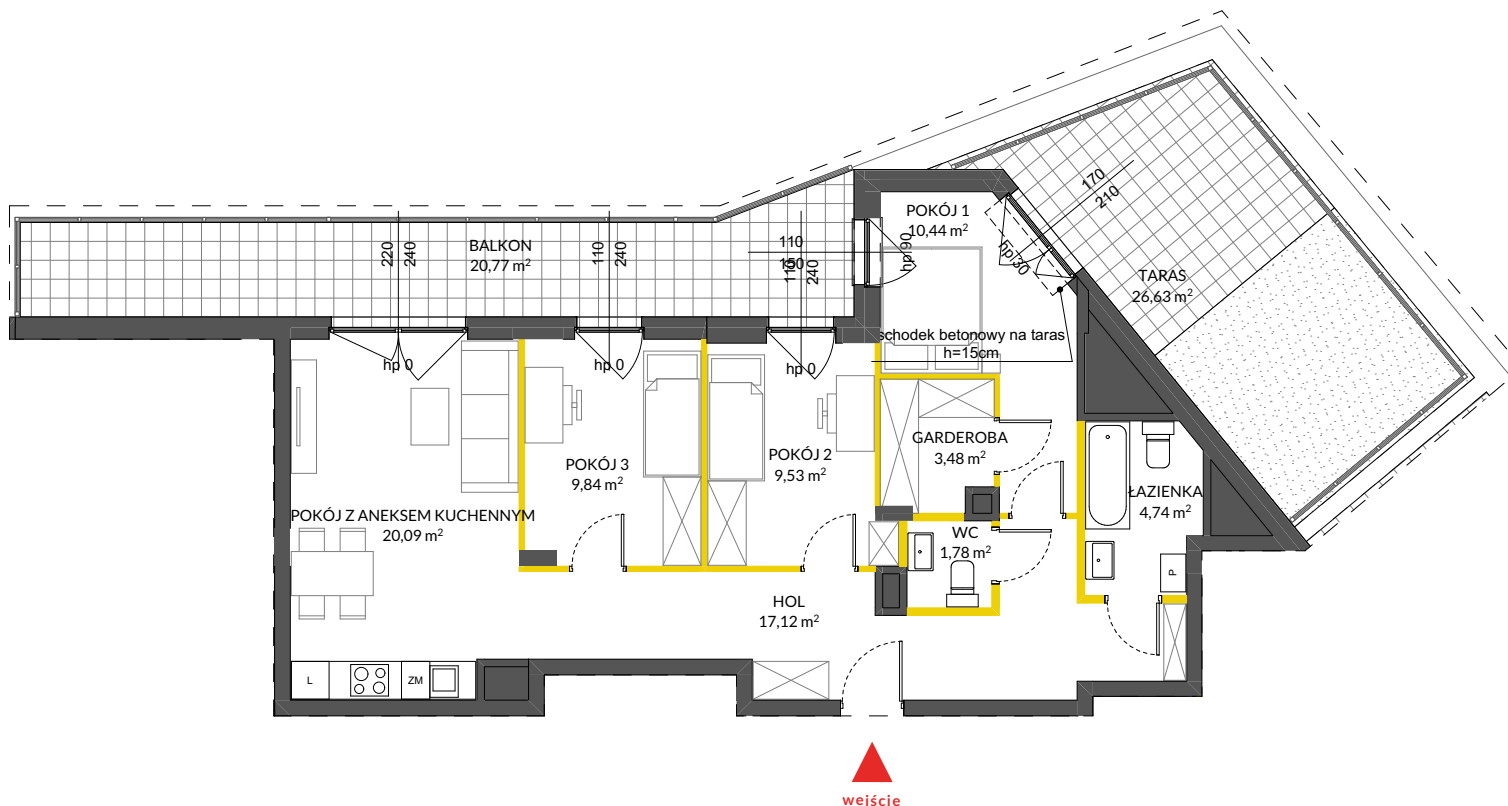 170
210
POKÓJ 1
10,44 m²
BALKON
20,77 m²
220
240
110
240
110
150
110
240
hp 90
hp 30
TARAS
26,63 m²
schodek betonowy na taras
h=15cm
hp 0
hp 0
hp 0
GARDEROBA
3,48 m²
POKÓJ 3
9,84 m²
POKÓJ 2
9,53 m²
ŁAZIENKA
4,74 m²
POKÓJ Z ANEKSEM KUCHENNYM
20,09 m²
WC
1,78 m²
P
HOL
17,12 m²
L
ZM
wejście